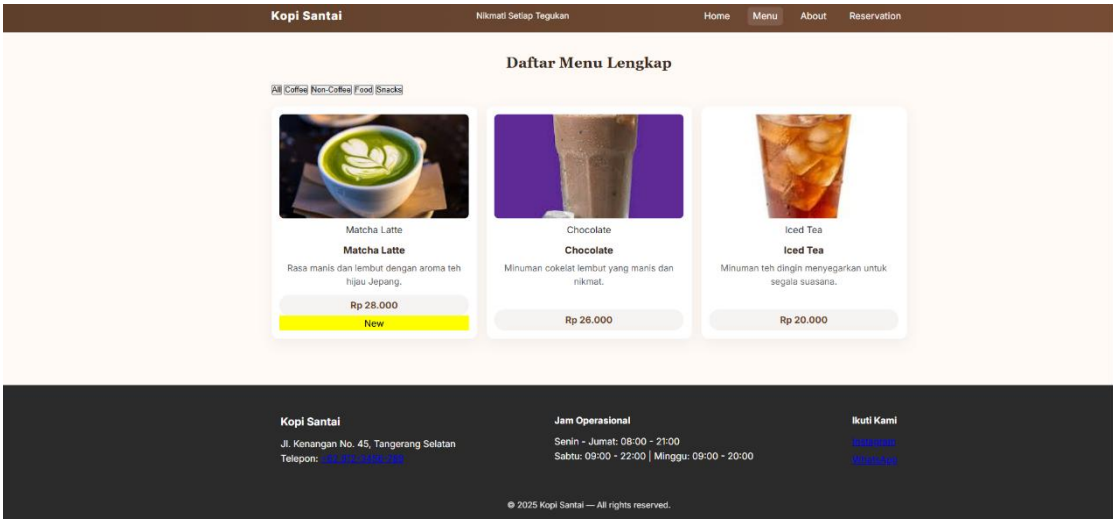 Kopi Santai
Nikmati Setiap Tegukan
Home Menu About Reservation
Daftar Menu Lengkap
All Coffee Non-Coffee Food Snacks
Matcha Latte
Matcha Latte
Rasa manis dan lembut dengan aroma teh
hijau Jepang.
Rp 28.000
New
Chocolate
Chocolate
Minuman cokelat lembut yang manis dan
nikmat.
Rp 26.000
Iced Tea
Iced Tea
Minuman teh dingin menyegarkan untuk
segala suasana.
Rp 20.000
Kopi Santai
Jl. Kenangan No. 45, Tangerang Selatan
Telepon:
Jam Operasional
Senin - Jumat: 08:00 - 21:00
Sabtu: 09:00 - 22:00 | Minggu: 09:00 - 20:00
Ikuti Kami
Instagram
WhatsApp
© 2025 Kopi Santai — All rights reserved.